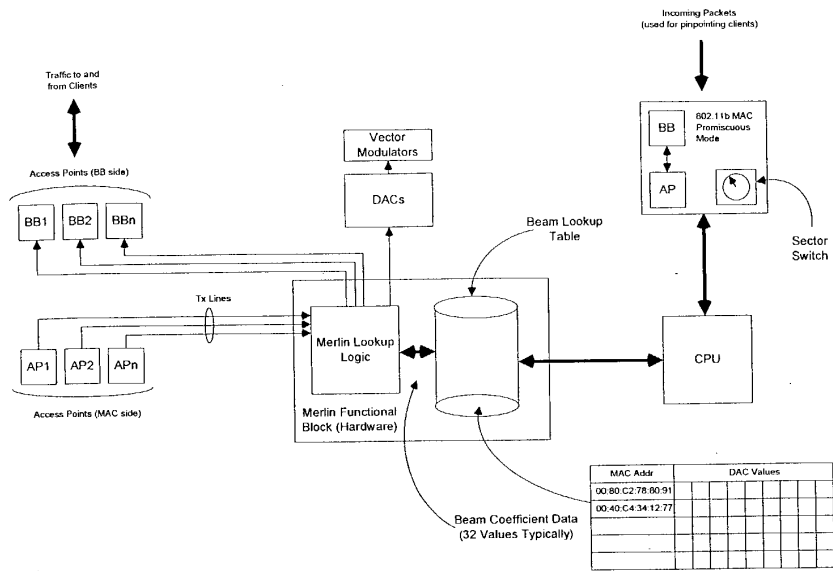 Incoming Packets
(used for pinpointing clients)
Traffic to and
from Clients
802.11b MAC
Promiscuous
Mode
BB
AP
Vector
Modulators
DACs
Access Points (BB side)
BB1
BB2
BBn
Beam Lookup
Table
Sector
Switch
Tx Lines
Merlin Lookup
Logic
CPU
AP1
AP2
APn
Access Points (MAC side)
Merlin Functional
Block (Hardware)
MAC Addr
DAC Values
00:80:C2:78:80:91
00:40:C4:34:12:77
Beam Coefficient Data
(32 Values Typically)